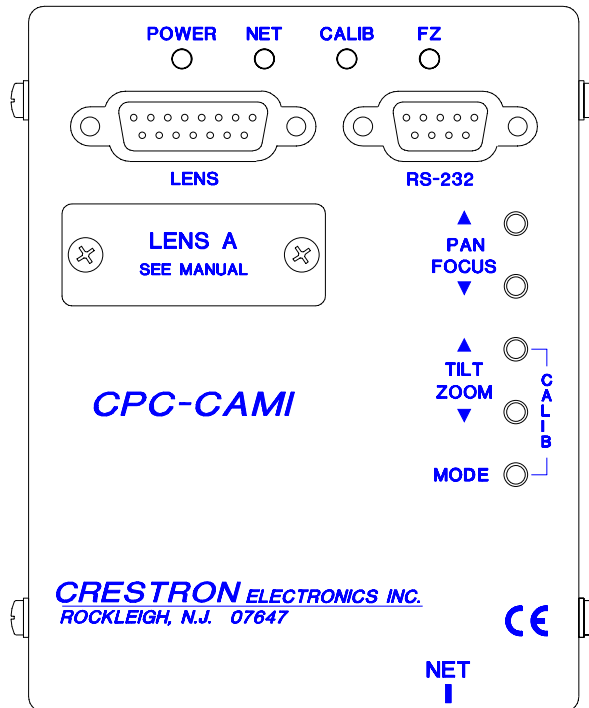 POWER NET CALIB FZ
LENS RS-232
LENS A
SEE MANUAL
▲
PAN
FOCUS
▼
▲
TILT
ZOOM
▼
CALIB
MODE
CPC-CAMI
CRESTRON ELECTRONICS INC.
ROCKLEIGH, N.J. 07647
CE
NET